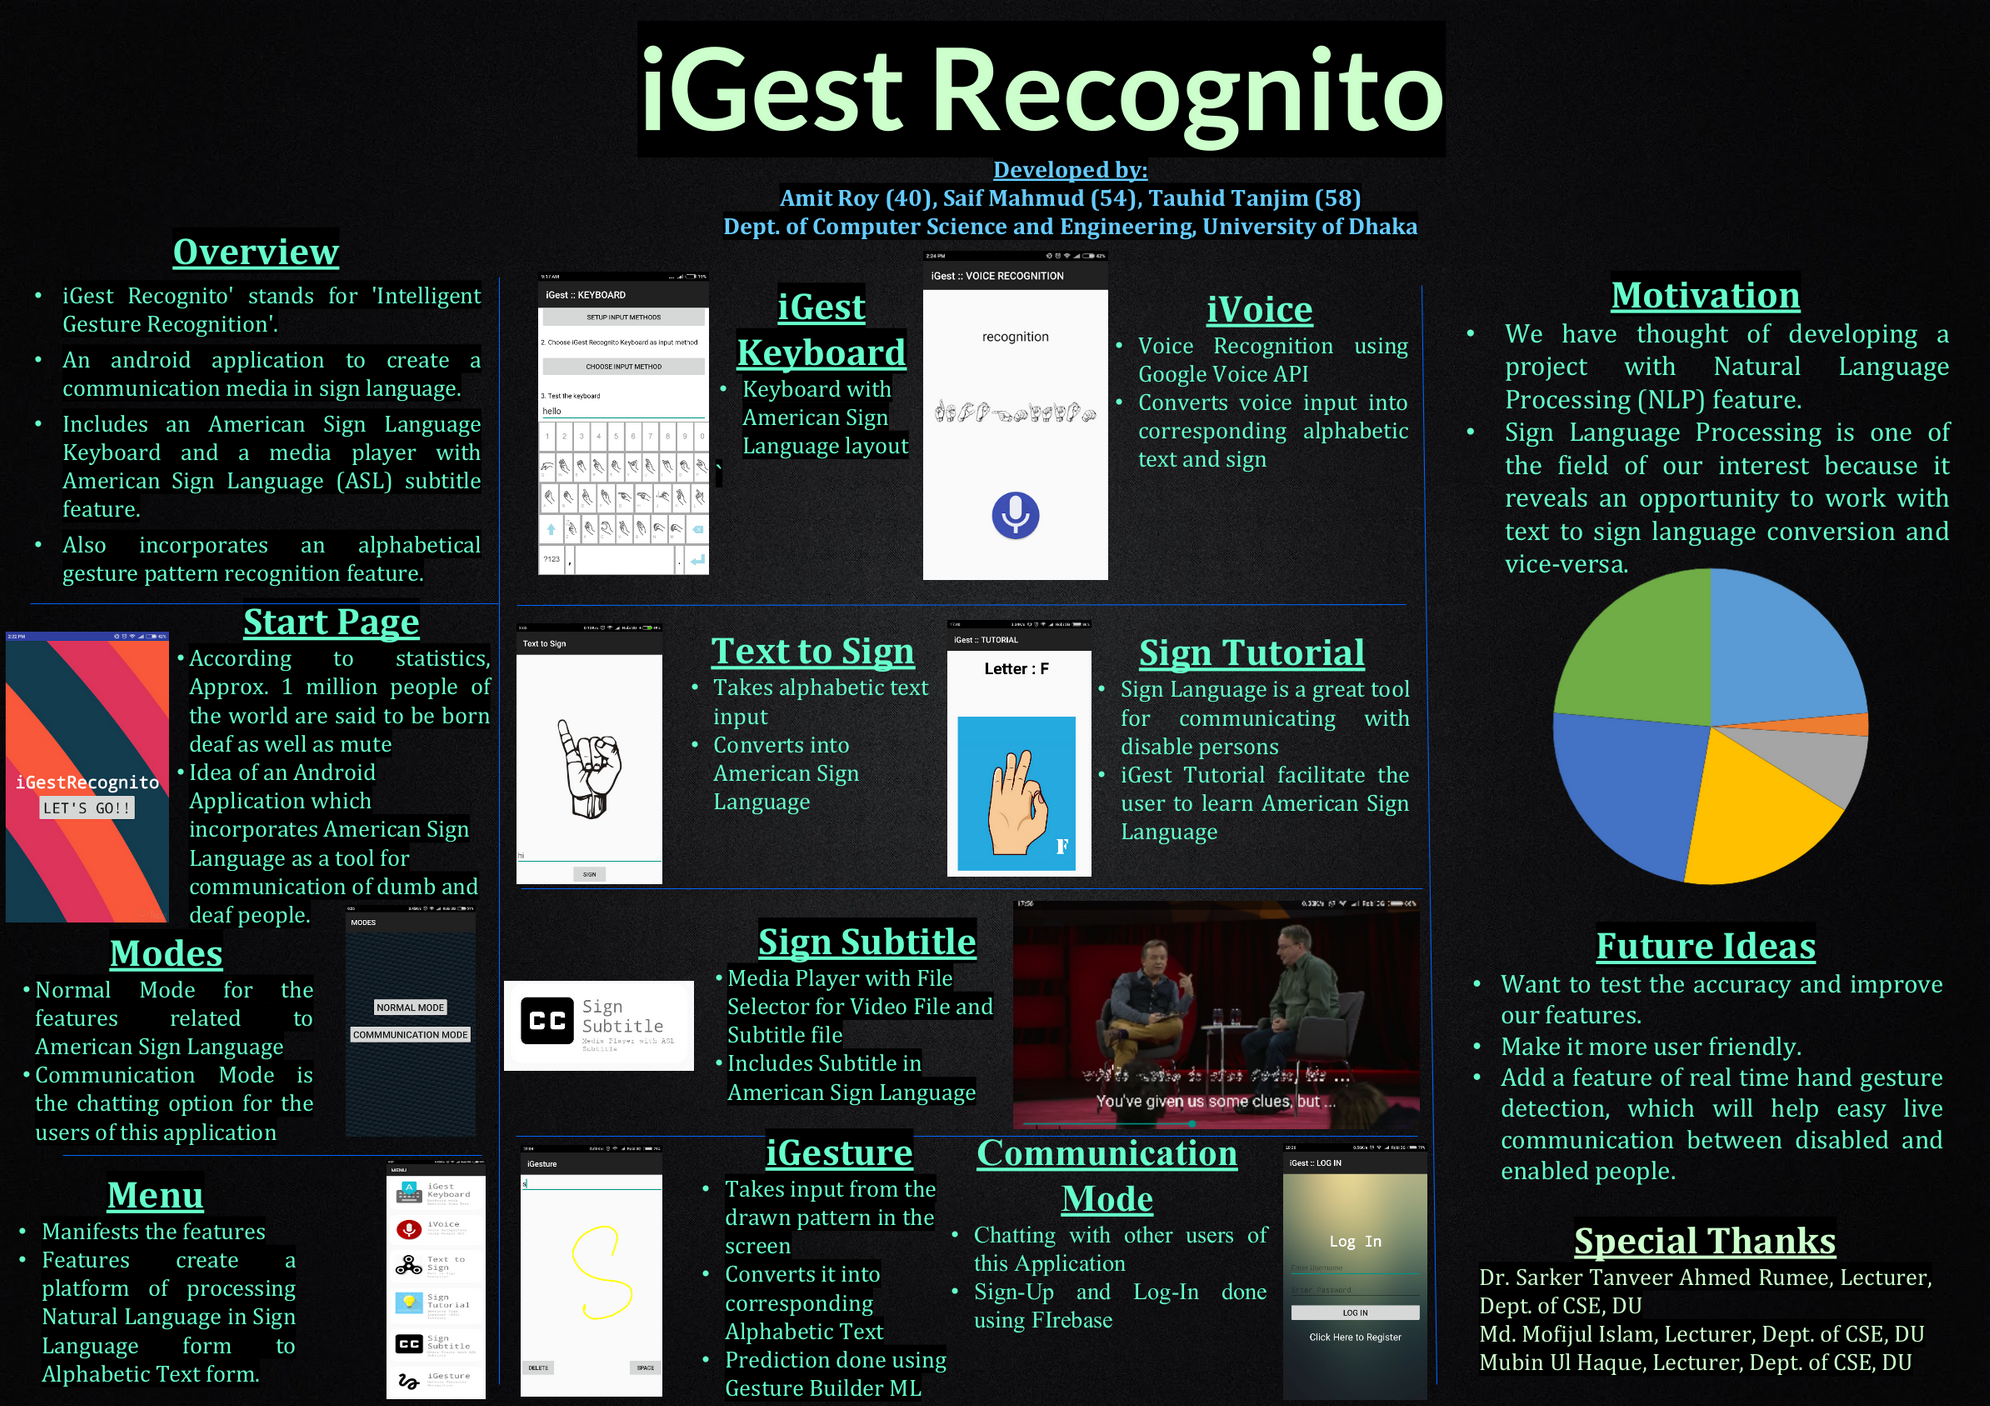 iGest Recognito
Developed by:
Amit Roy (40), Saif Mahmud (54), Tauhid Tanjim (58)
Dept. of Computer Science and Engineering, University of Dhaka
Overview
• iGest Recognito' stands for 'Intelligent
Gesture Recognition'.
• An android application to create a
communication media in sign language.
• Includes an American Sign Language
Keyboard and a media player with
American Sign Language (ASL) subtitle
feature.
• Also incorporates an alphabetical
gesture pattern recognition feature.
Start Page
2:22 PM
iGestRecognito
LET'S GO!!
• According to statistics,
Approx. 1 million people of
the world are said to be born
deaf as well as mute
• Idea of an Android
Application which
incorporates American Sign
Language as a tool for
communication of dumb and
deaf people.
Modes
• Normal Mode for the
features related to
American Sign Language
• Communication Mode is
the chatting option for the
users of this application
MODES
NORMAL MODE
COMMMUNICATION MODE
Menu
• Manifests the features
• Features create a
platform of processing
Natural Language in Sign
Language form to
Alphabetic Text form.
MENU
iGest
Keyboard
iVoice
Text to
Sign
Sign
Tutorial
Sign
Subtitle
iGesture
9:17 AM
iGest :: KEYBOARD
SETUP INPUT METHODS
2. Choose iGest Recognito Keyboard as input method
CHOOSE INPUT METHOD
3. Test the keyboard
hello
1 2 3 4 5 6 7 8 9 0
?123 , .
iGest
Keyboard
• Keyboard with
American Sign
Language layout
`
2:24 PM 42%
iGest :: VOICE RECOGNITION
recognition
iVoice
• Voice Recognition using
Google Voice API
• Converts voice input into
corresponding alphabetic
text and sign
Text to Sign
hi
SIGN
Text to Sign
• Takes alphabetic text
input
• Converts into
American Sign
Language
iGest :: TUTORIAL
Letter : F
F
Sign Tutorial
• Sign Language is a great tool
for communicating with
disable persons
• iGest Tutorial facilitate the
user to learn American Sign
Language
CC Sign
Subtitle
Media Player with ASL
Subtitle
Sign Subtitle
• Media Player with File
Selector for Video File and
Subtitle file
• Includes Subtitle in
American Sign Language
17:56
You've given us some clues, but ...
iGesture
s
DELETE SPACE
iGesture
• Takes input from the
drawn pattern in the
screen
• Converts it into
corresponding
Alphabetic Text
• Prediction done using
Gesture Builder ML
Communication
Mode
• Chatting with other users of
this Application
• Sign-Up and Log-In done
using FIrebase
iGest :: LOG IN
Log In
Enter Username
Enter Password
LOG IN
Click Here to Register
Motivation
• We have thought of developing a
project with Natural Language
Processing (NLP) feature.
• Sign Language Processing is one of
the field of our interest because it
reveals an opportunity to work with
text to sign language conversion and
vice-versa.
Future Ideas
• Want to test the accuracy and improve
our features.
• Make it more user friendly.
• Add a feature of real time hand gesture
detection, which will help easy live
communication between disabled and
enabled people.
Special Thanks
Dr. Sarker Tanveer Ahmed Rumee, Lecturer,
Dept. of CSE, DU
Md. Mofijul Islam, Lecturer, Dept. of CSE, DU
Mubin Ul Haque, Lecturer, Dept. of CSE, DU